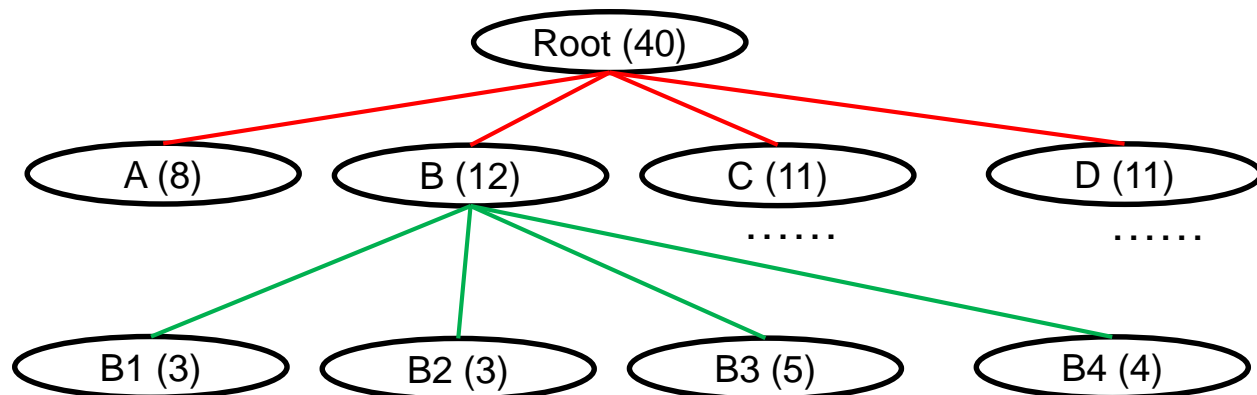 Root (40)
A (8)
B (12)
C (11)
D (11)
......
......
B1 (3)
B2 (3)
B3 (5)
B4 (4)